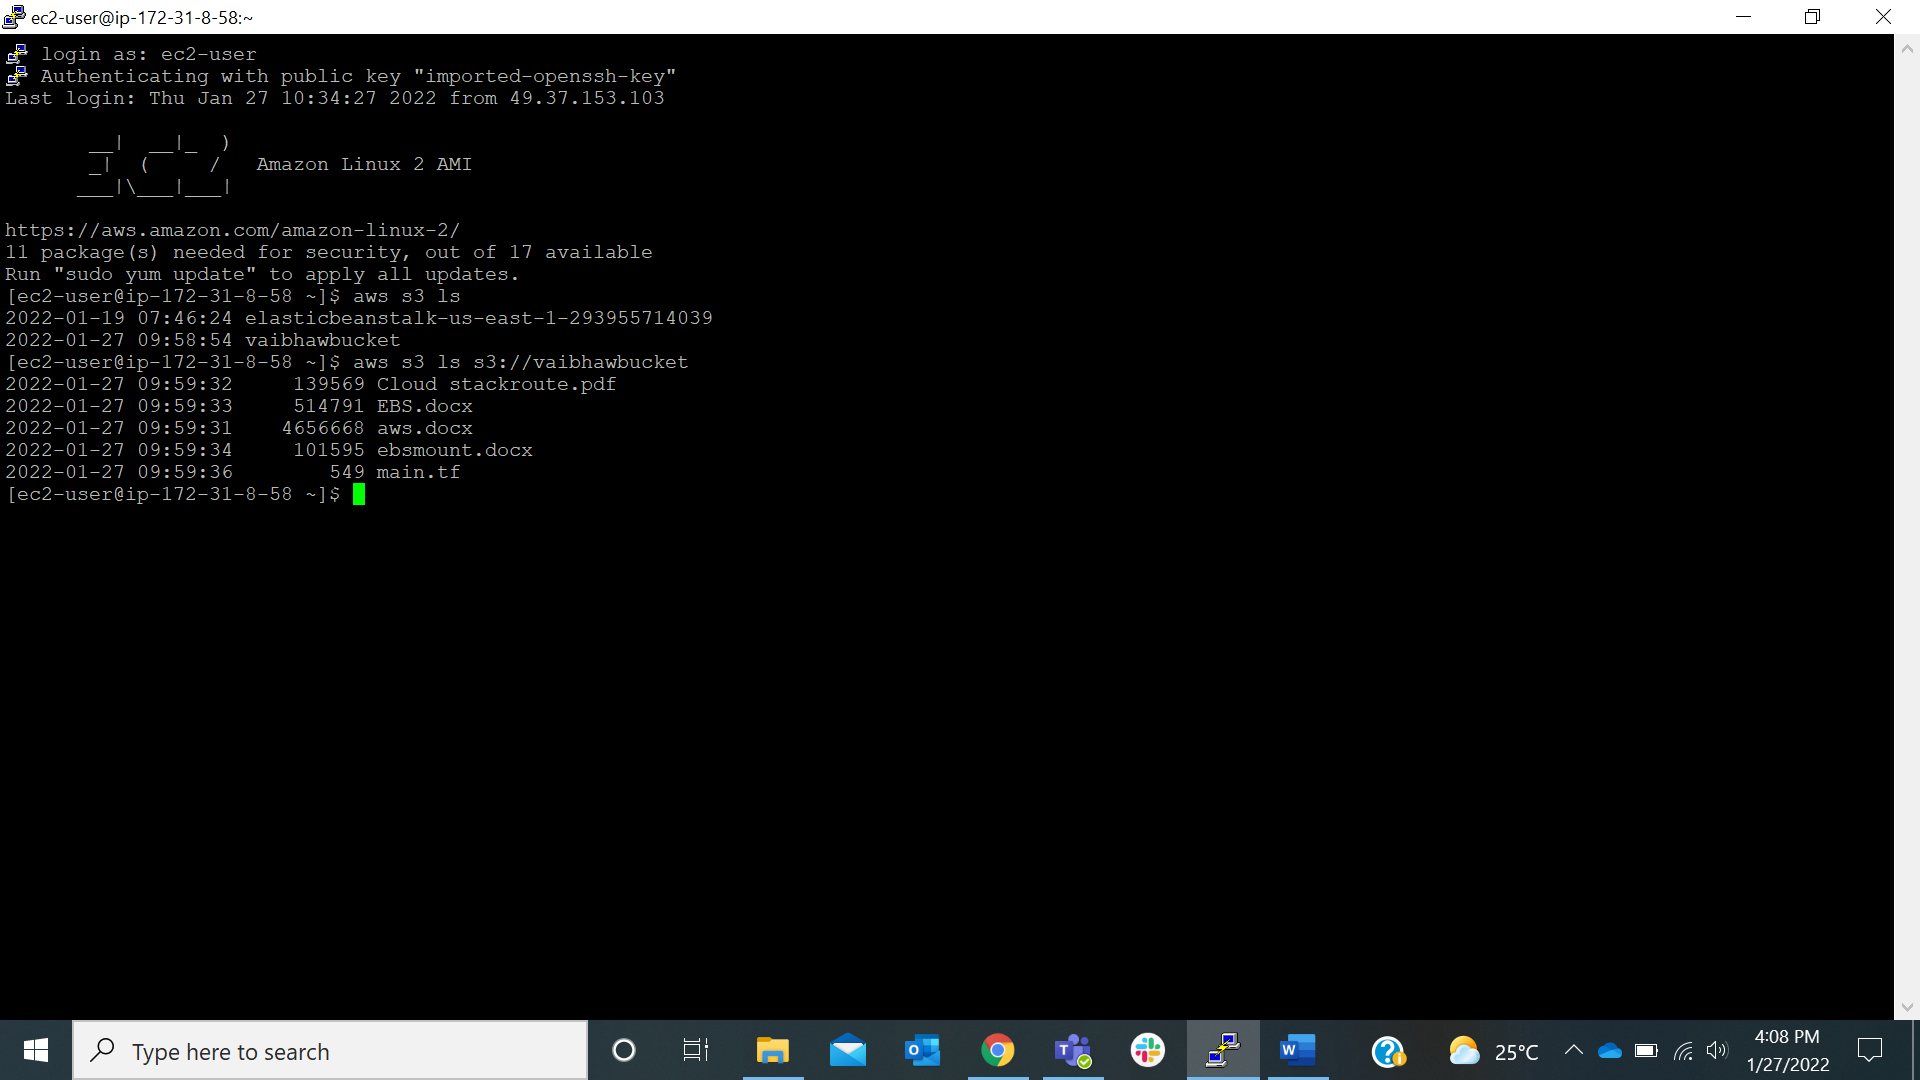 ec2-user@ip-172-31-8-58:~
login as: ec2-user
Authenticating with public key "imported-openssh-key"
Last login: Thu Jan 27 10:34:27 2022 from 49.37.153.103
       __|  __|_  )
       _|  (     /   Amazon Linux 2 AMI
      ___|\___|___|
https://aws.amazon.com/amazon-linux-2/
11 package(s) needed for security, out of 17 available
Run "sudo yum update" to apply all updates.
[ec2-user@ip-172-31-8-58 ~]$ aws s3 ls
2022-01-19 07:46:24 elasticbeanstalk-us-east-1-293955714039
2022-01-27 09:58:54 vaibhawbucket
[ec2-user@ip-172-31-8-58 ~]$ aws s3 ls s3://vaibhawbucket
2022-01-27 09:59:32     139569 Cloud stackroute.pdf
2022-01-27 09:59:33     514791 EBS.docx
2022-01-27 09:59:31    4656668 aws.docx
2022-01-27 09:59:34     101595 ebsmount.docx
2022-01-27 09:59:36        549 main.tf
[ec2-user@ip-172-31-8-58 ~]$
Type here to search
25°C
4:08 PM
1/27/2022